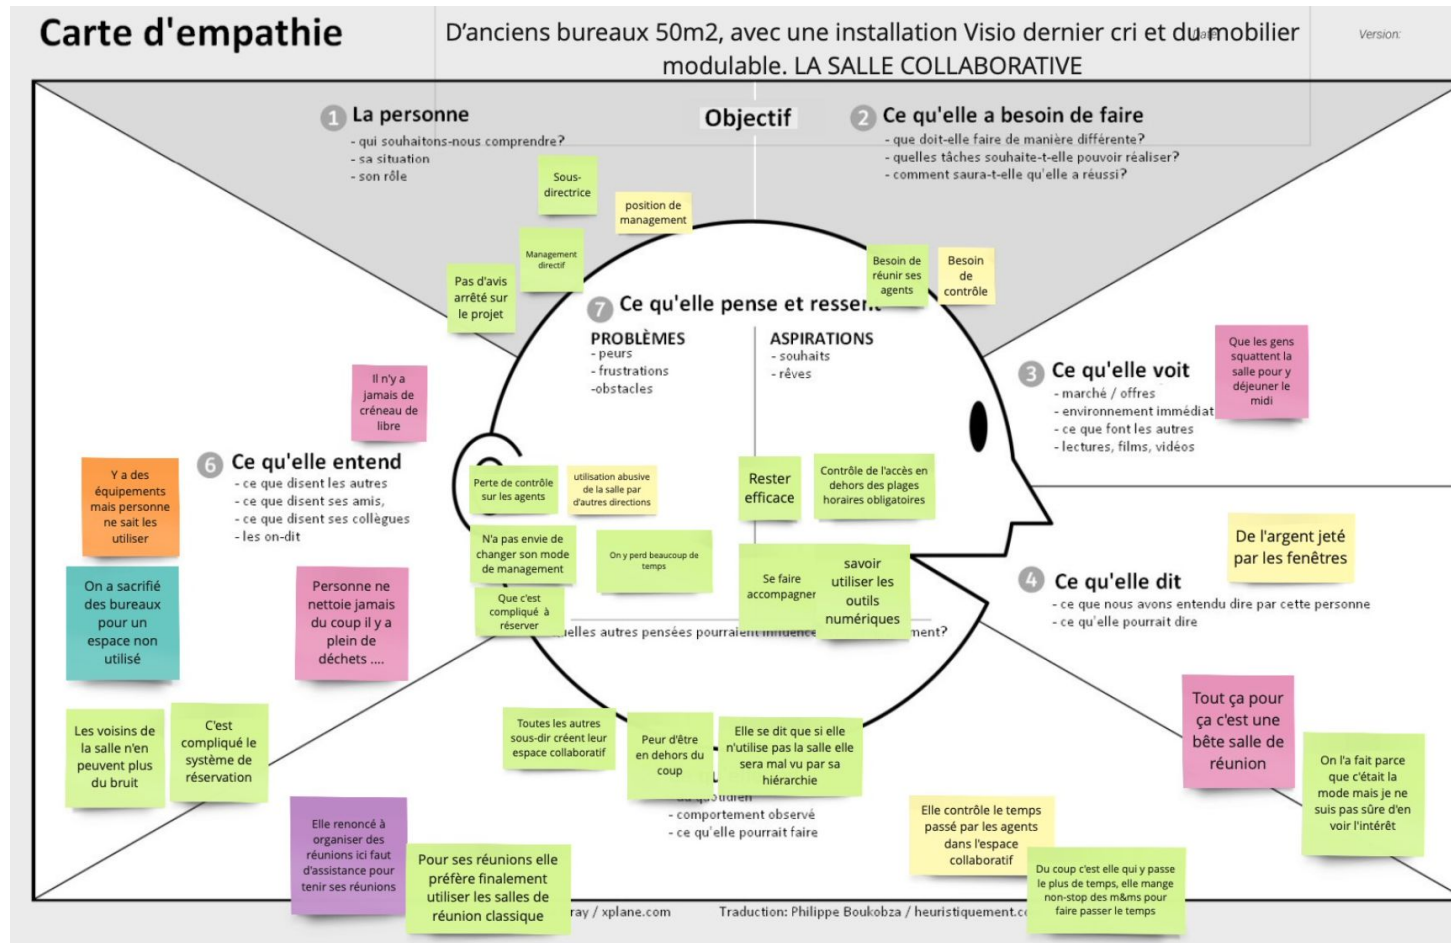 Carte d'empathie
D'anciens bureaux 50m2, avec une installation Visio dernier cri et du mobilier
modulable. LA SALLE COLLABORATIVE
Version:
1 La personne
- qui souhaitons-nous comprendre?
- sa situation
- son rôle
Sous-
directrice
position de
management
Management
directif
Pas d'avis
arrêté sur
le projet
Objectif
2 Ce qu'elle a besoin de faire
- que doit-elle faire de manière différente?
- quelles tâches souhaite-t-elle pouvoir réaliser?
- comment saura-t-elle qu'elle a réussi?
Besoin de
réunir ses
agents
Besoin
de
contrôle
7 Ce qu'elle pense et ressent
PROBLÈMES
- peurs
- frustrations
-obstacles
ASPIRATIONS
- souhaits
- rêves
Perte de contrôle
sur les agents
utilisation abusive
de la salle par
d'autres directions
N'a pas envie de
changer son mode
de management
On y perd beaucoup de
temps
Que c'est
compliqué à
réserver
Rester
efficace
Contrôle de l'accès en
dehors des plages
horaires obligatoires
Se faire
accompagner
savoir
utiliser les
outils
numériques
elles autres pensées pourraient
ment?
Toutes les autres
sous-dir créent leur
espace collaboratif
Peur d'être
en dehors du
coup
Elle se dit que si elle
n'utilise pas la salle elle
sera mal vu par sa
hiérarchie
3 Ce qu'elle voit
- marché / offres
- environnement immédiat
- ce que font les autres
- lectures, films, vidéos
Que les gens
squattent la
salle pour y
déjeuner le
midi
4 Ce qu'elle dit
- ce que nous avons entendu dire par cette personne
- ce qu'elle pourrait dire
De l'argent jeté
par les fenêtres
Tout ça pour
ça c'est une
bête salle de
réunion
On l'a fait parce
que c'était la
mode mais je ne
suis pas sûre d'en
voir l'intérêt
quotidien
- comportement observé
- ce qu'elle pourrait faire
Elle contrôle le temps
passé par les agents
dans l'espace
collaboratif
Du coup c'est elle qui y passe
le plus de temps, elle mange
non-stop des m&ms pour
faire passer le temps
Elle renoncé à
organiser des
réunions ici faut
d'assistance pour
tenir ses réunions
Pour ses réunions elle
préfère finalement
utiliser les salles de
réunion classique
6 Ce qu'elle entend
- ce que disent les autres
- ce que disent ses amis,
- ce que disent ses collègues
- les on-dit
Il n'y a
jamais de
créneau de
libre
Y a des
équipements
mais personne
ne sait les
utiliser
On a sacrifié
des bureaux
pour un
espace non
utilisé
Personne ne
nettoie jamais
du coup il y a
plein de
déchets ....
Les voisins de
la salle n'en
peuvent plus
du bruit
C'est
compliqué le
système de
réservation
ray / xplane.com
Traduction: Philippe Boukobza / heuristiquement.co